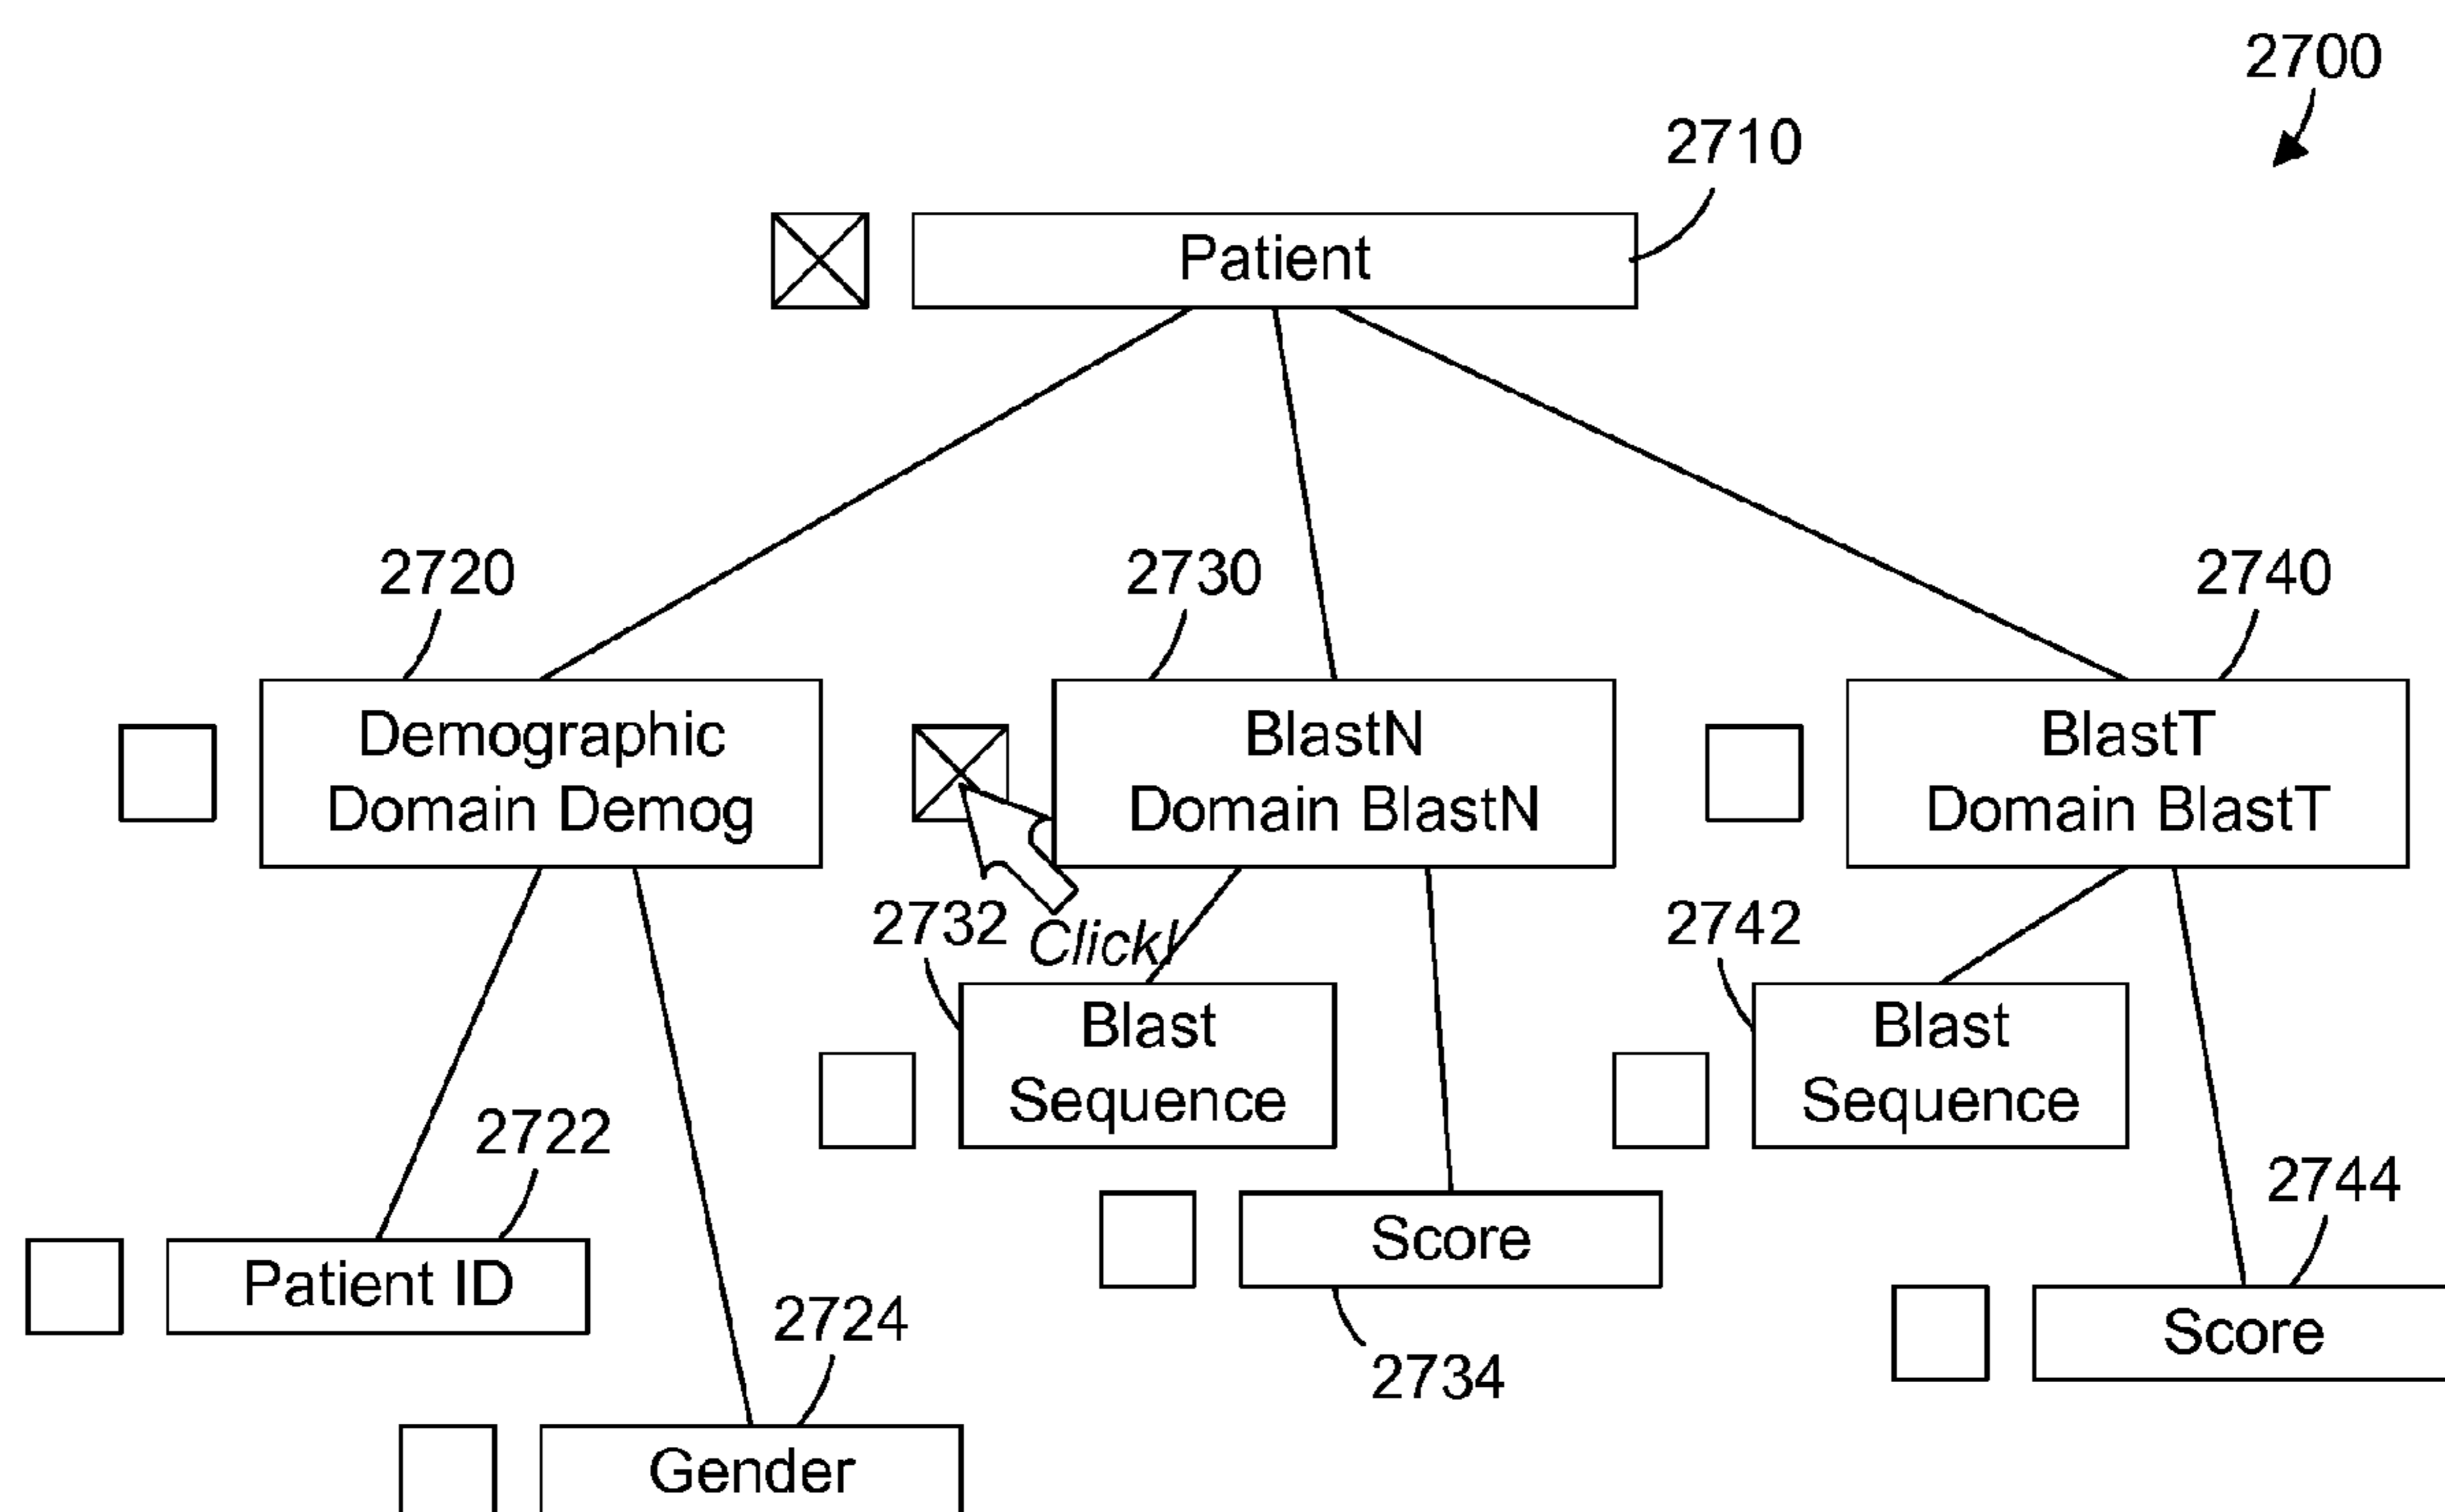 2700
2710
Patient
2720
2730
2740
Demographic
Domain Demog
BlastN
Domain BlastN
BlastT
Domain BlastT
2732
Click!
2742
Blast
Sequence
Blast
Sequence
2722
2744
Patient ID
Score
Score
2724
2734
Gender